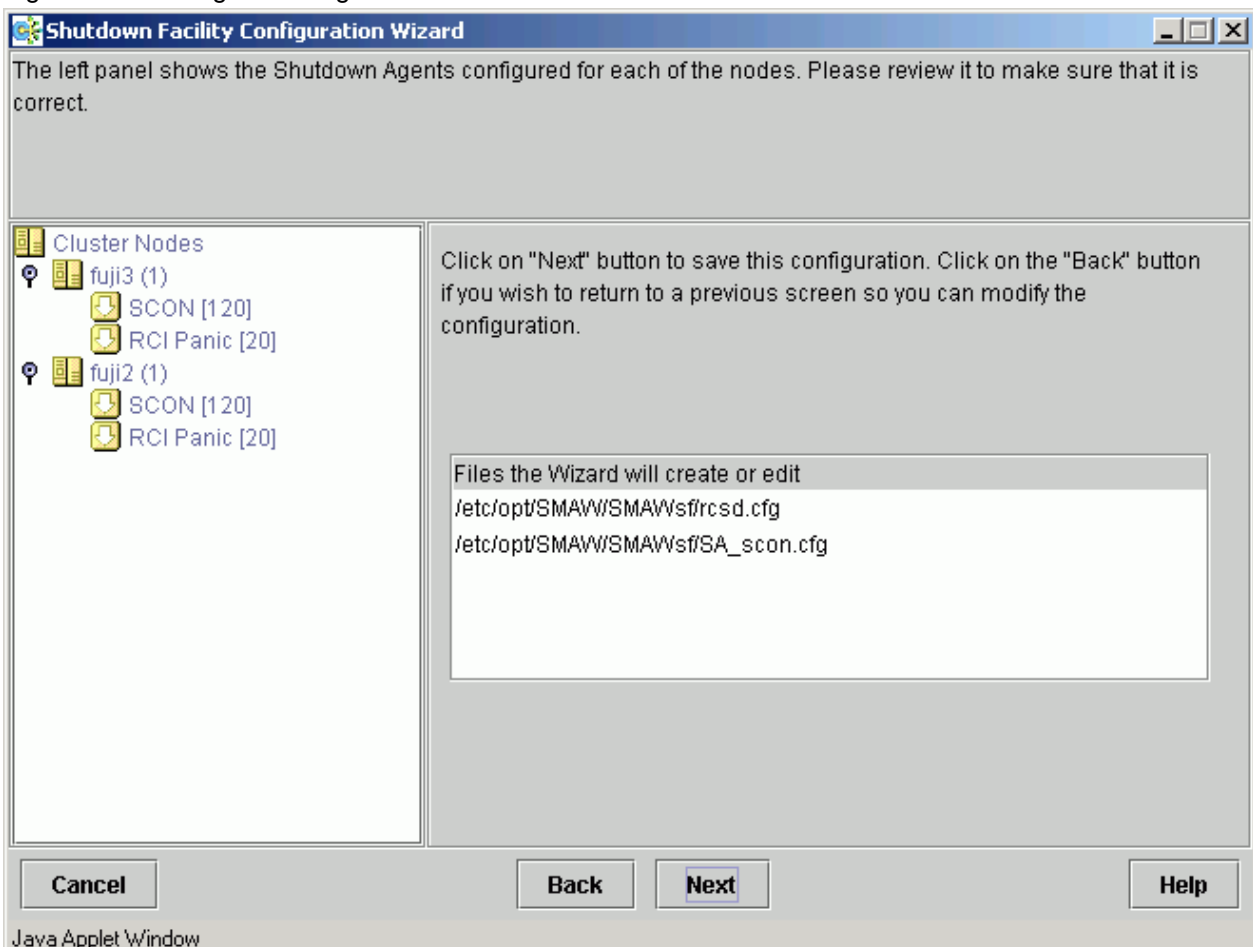 Shutdown Facility Configuration Wizard
The left panel shows the Shutdown Agents configured for each of the nodes. Please review it to make sure that it is
correct.
Cluster Nodes
fuji3 (1)
SCON [120]
RCI Panic [20]
fuji2 (1)
SCON [120]
RCI Panic [20]
Click on "Next" button to save this configuration. Click on the "Back" button
if you wish to return to a previous screen so you can modify the
configuration.
Files the Wizard will create or edit
/etc/opt/SMAW/SMAWsf/rcsd.cfg
/etc/opt/SMAW/SMAWsf/SA_scon.cfg
Cancel
Back
Next
Help
Java Applet Window